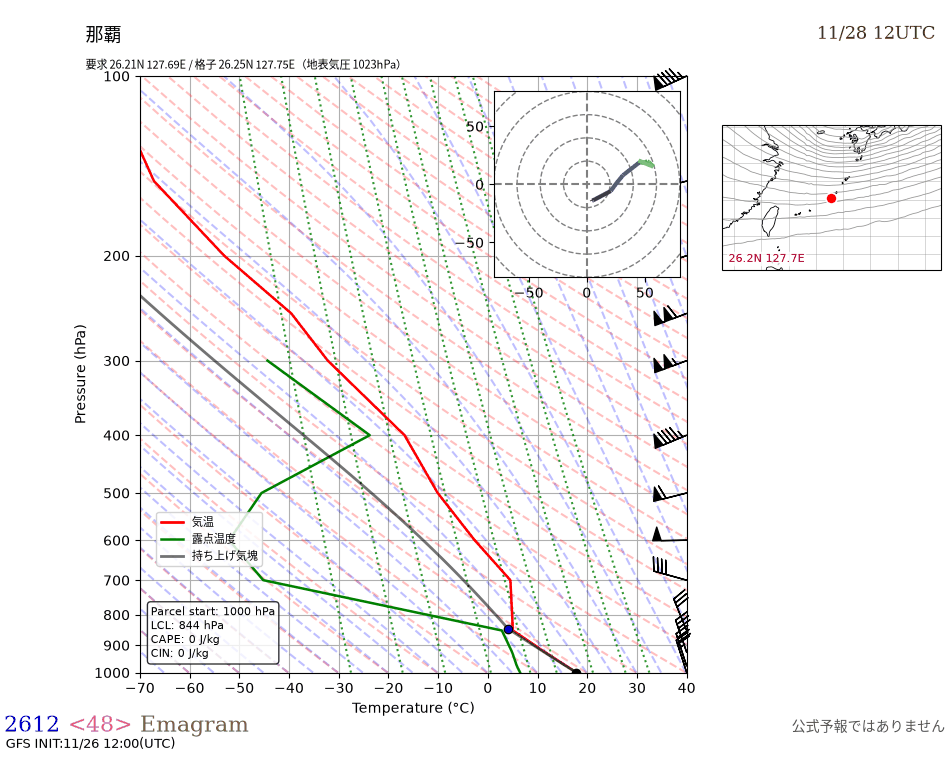 那覇
11/28 12UTC
要求 26.21N 127.69E / 格子 26.25N 127.75E（地表気圧 1023hPa）
100
200
300
400
500
600
700
800
900
1000
Pressure (hPa)
50
0
−50
−50 0 50
26.2N 127.7E
気温
露点温度
持ち上げ気塊
Parcel start: 1000 hPa
LCL: 844 hPa
CAPE: 0 J/kg
CIN: 0 J/kg
−70 −60 −50 −40 −30 −20 −10 0 10 20 30 40
Temperature (°C)
2612 <48> Emagram
公式予報ではありません
GFS INIT:11/26 12:00(UTC)